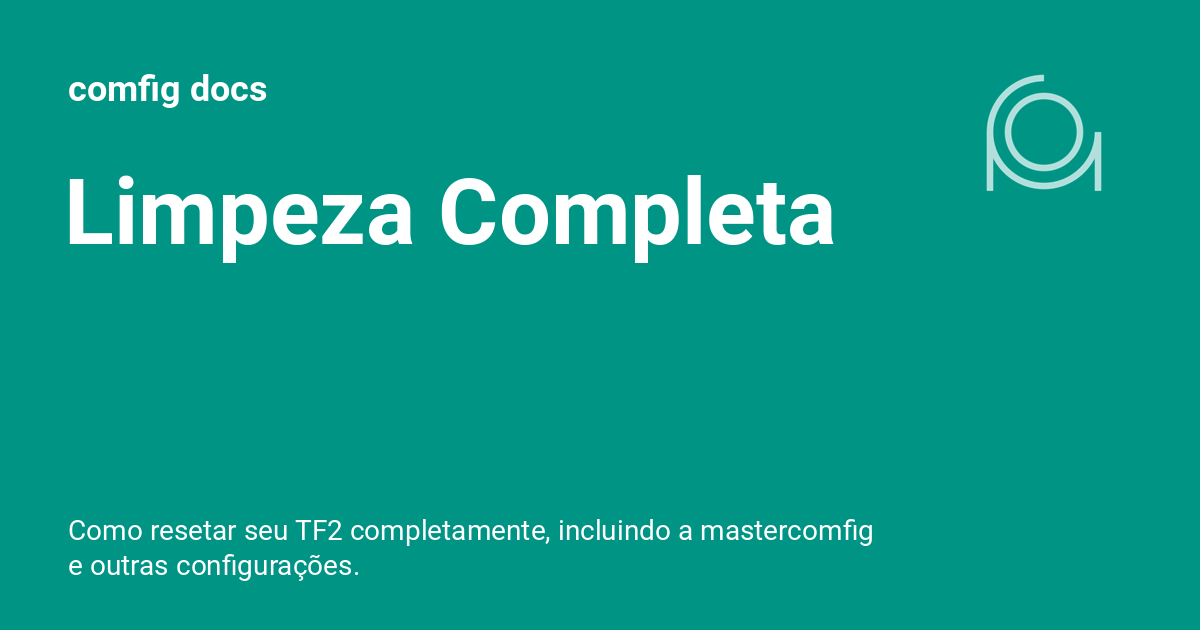 comfig docs
Limpeza Completa
Como resetar seu TF2 completamente, incluindo a mastercomfig
e outras configurações.